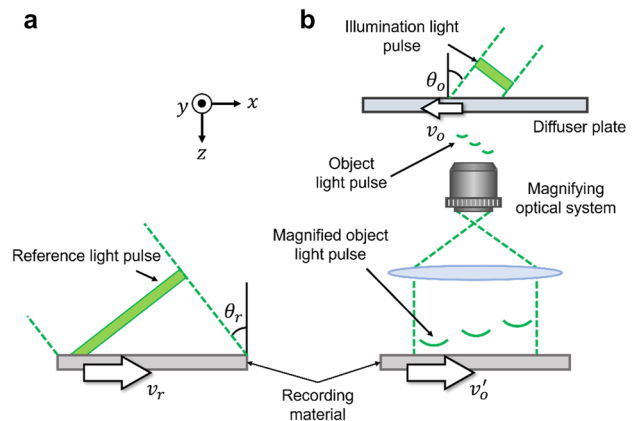 a
y
x
z
Reference light pulse
θr
vr
Recording
material
b
Illumination light
pulse
θo
vo
Diffuser plate
Object
light pulse
Magnifying
optical system
Magnified object
light pulse
v′o